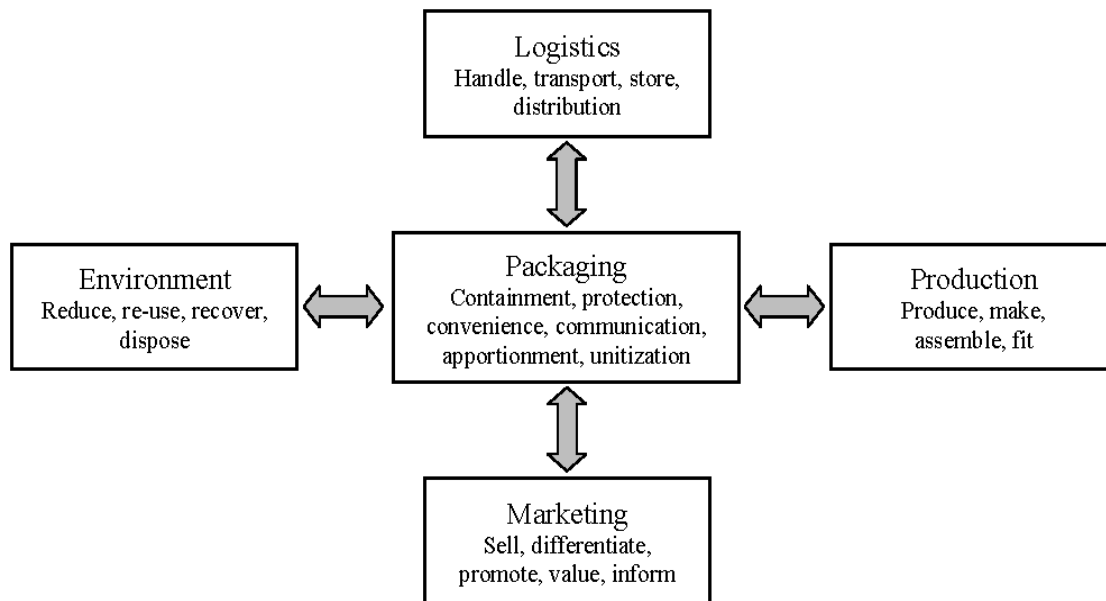 Logistics
Handle, transport, store,
distribution
Environment
Reduce, re-use, recover,
dispose
Packaging
Containment, protection,
convenience, communication,
apportionment, unitization
Production
Produce, make,
assemble, fit
Marketing
Sell, differentiate,
promote, value, inform